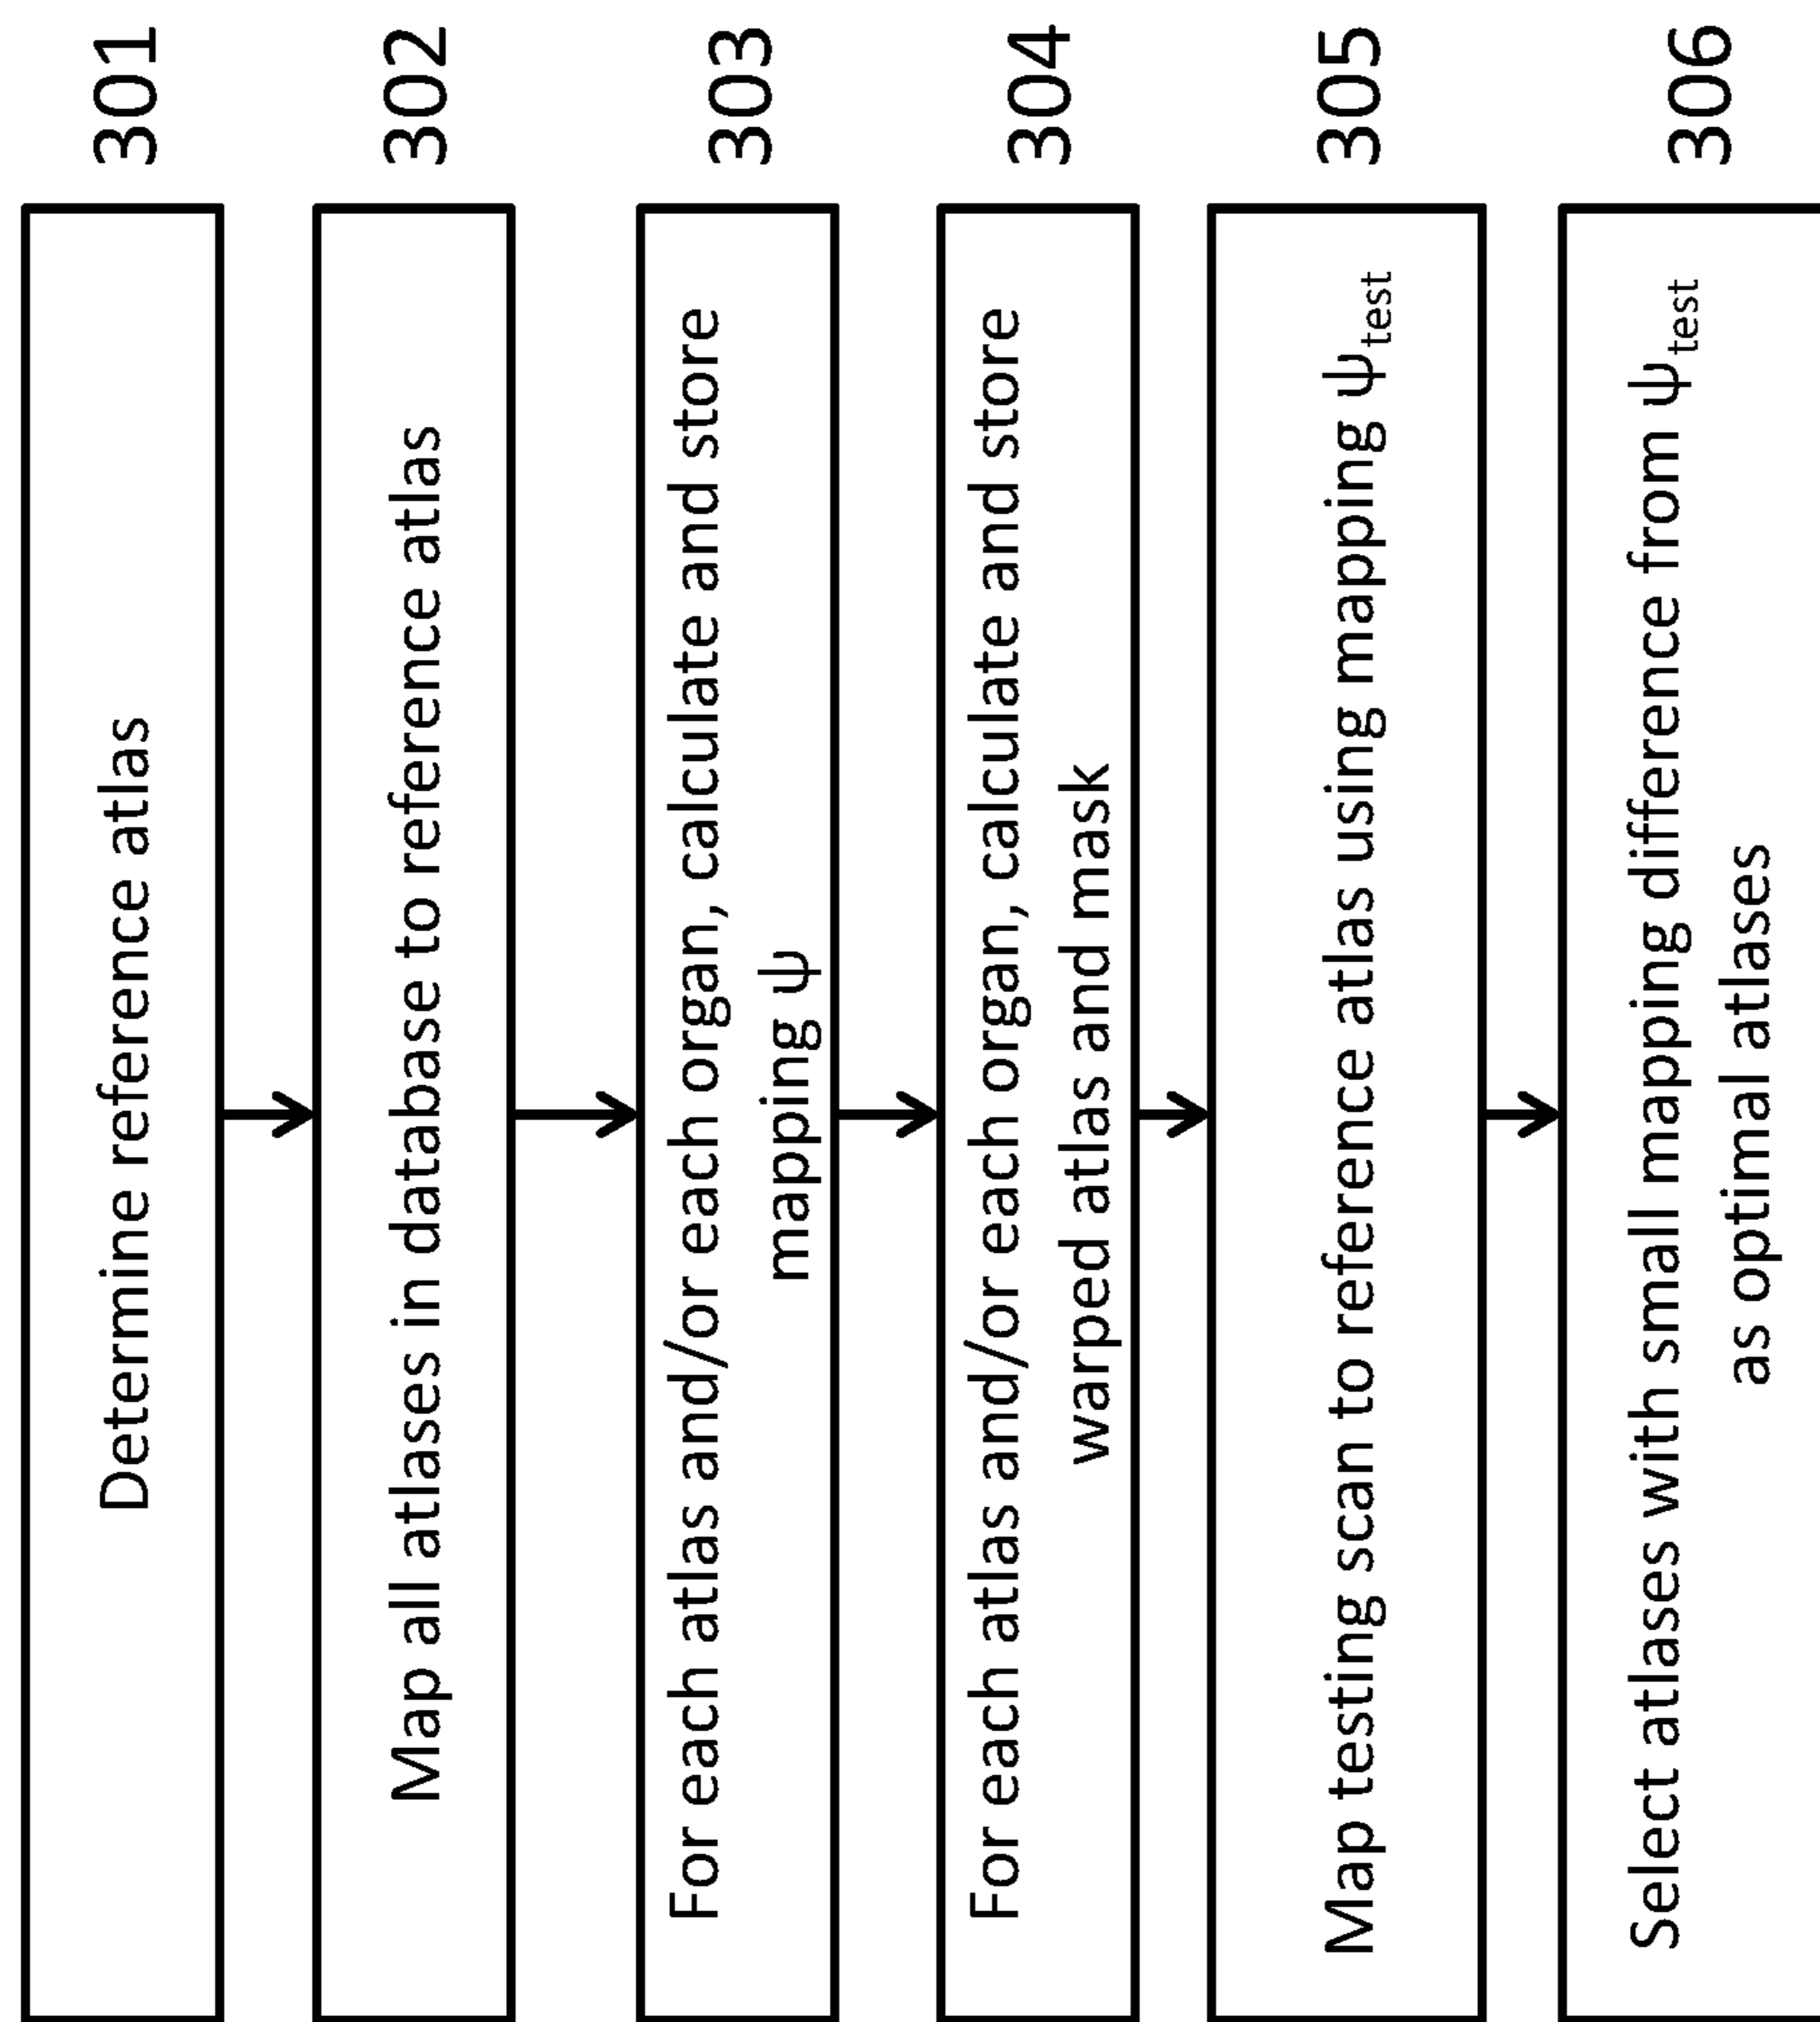 Determine reference atlas
301
Map all atlases in database to reference atlas
302
For each atlas and/or each organ, calculate and store
mapping ψ
303
For each atlas and/or each organ, calculate and store
warped atlas and mask
304
Map testing scan to reference atlas using mapping ψtest
305
Select atlases with small mapping difference from ψtest
as optimal atlases
306